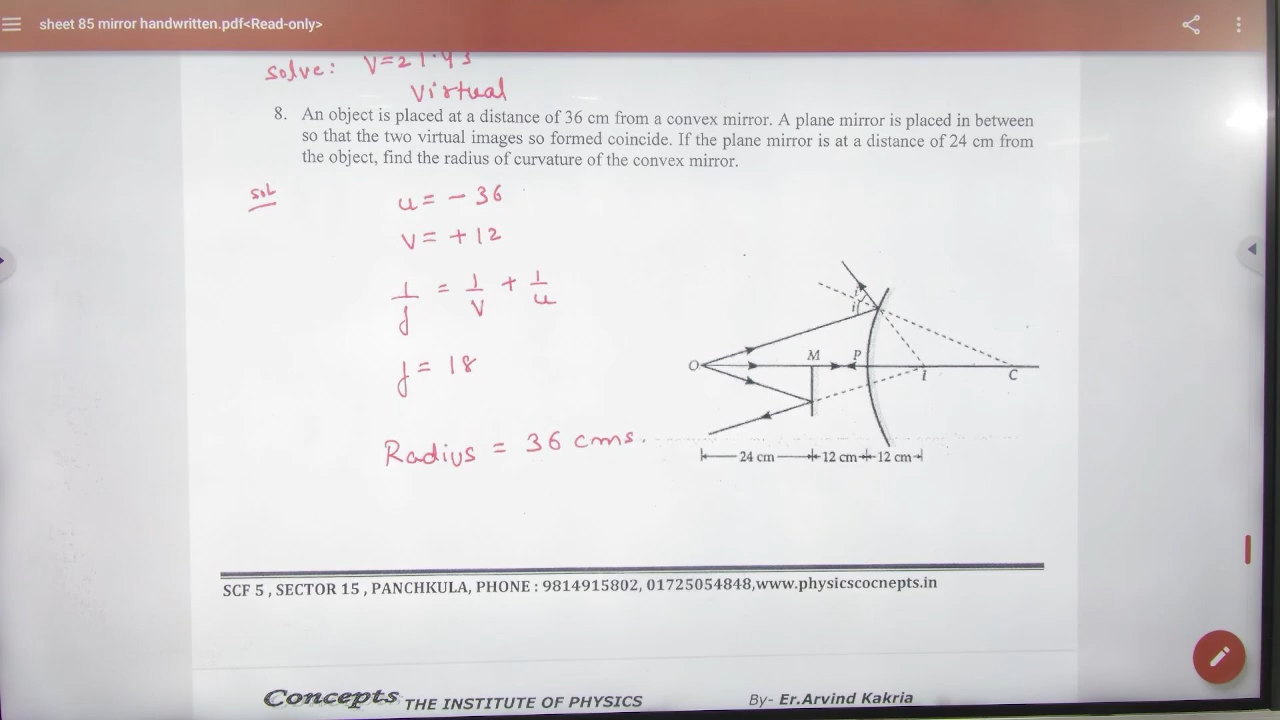 sheet 85 mirror handwritten.pdf<Read-only>
solve: V=21.43
Virtual
8. An object is placed at a distance of 36 cm from a convex mirror. A plane mirror is placed in between
so that the two virtual images so formed coincide. If the plane mirror is at a distance of 24 cm from
the object, find the radius of curvature of the convex mirror.
Sol
u = - 36
V = + 12
1/f = 1/V + 1/u
f = 18
Radius = 36 cms.
i
O M P I C
24 cm 12 cm 12 cm
SCF 5 , SECTOR 15 , PANCHKULA, PHONE : 9814915802, 01725054848,www.physicscocnepts.in
Concepts THE INSTITUTE OF PHYSICS By- Er.Arvind Kakria